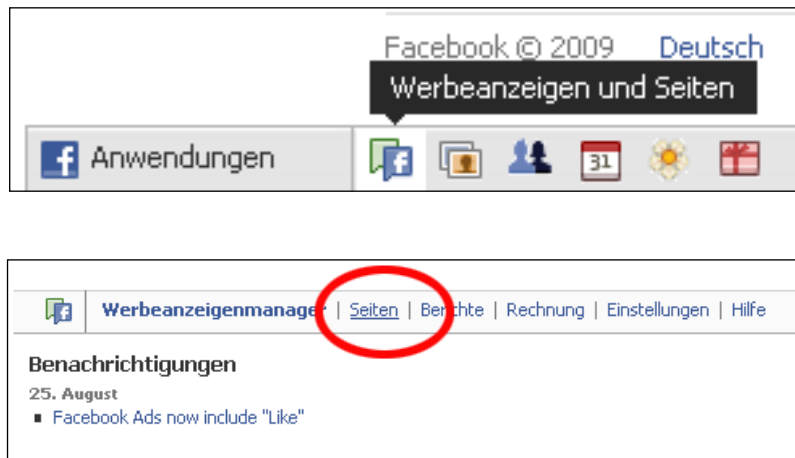 Facebook © 2009 Deutsch
Werbeanzeigen und Seiten
Anwendungen 31
Werbeanzeigenmanager | Seiten | Berichte | Rechnung | Einstellungen | Hilfe
Benachrichtigungen
25. August
Facebook Ads now include "Like"